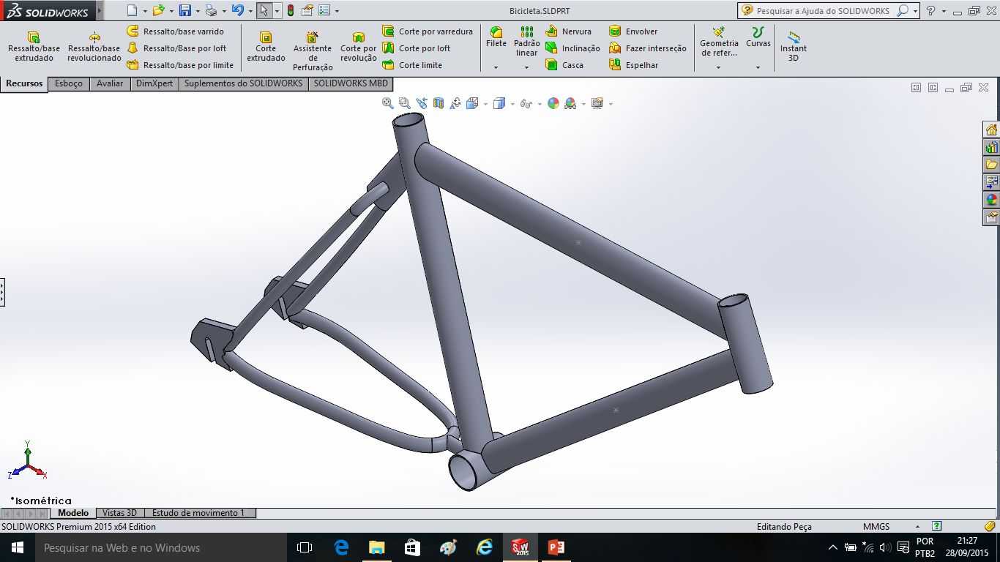 SOLIDWORKS
Bicicleta.SLDPRT
Pesquisar a Ajuda do SOLIDWORKS
Ressalto/base
extrudado
Ressalto/base
revolucionado
Ressalto/base varrido
Ressalto/Base por loft
Ressalto/base por limite
Corte
extrudado
Assistente
de
Perfuração
Corte por
revolução
Corte por varredura
Corte por loft
Corte limite
Filete
Padrão
linear
Nervura
Inclinação
Casca
Envolver
Fazer interseção
Espelhar
Geometria
de refer...
Curvas
Instant
3D
Recursos
Esboço
Avaliar
DimXpert
Suplementos do SOLIDWORKS
SOLIDWORKS MBD
Y
Z
X
*Isométrica
Modelo
Vistas 3D
Estudo de movimento 1
SOLIDWORKS Premium 2015 x64 Edition
Editando Peça
MMGS
Pesquisar na Web e no Windows
SW
2015
POR
PTB2
21:27
28/09/2015